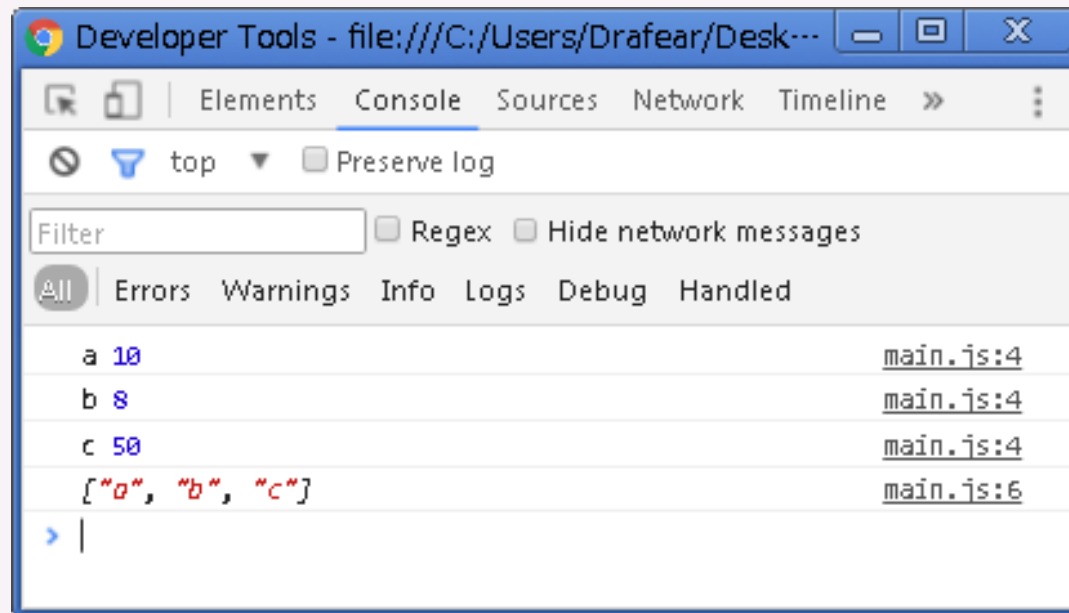 Developer Tools - file:///C:/Users/Drafear/Desk···
Elements Console Sources Network Timeline »
top ▼ Preserve log
Filter Regex Hide network messages
All Errors Warnings Info Logs Debug Handled
a 10 main.js:4
b 8 main.js:4
c 50 main.js:4
["a", "b", "c"] main.js:6
>